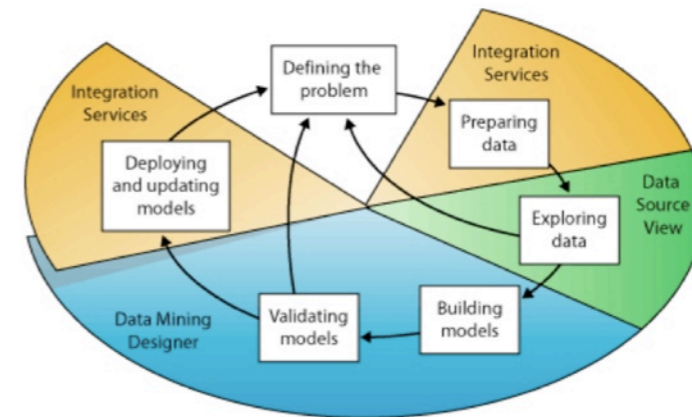 Defining the
problem
Integration
Services
Preparing
data
Data
Source
View
Exploring
data
Building
models
Validating
models
Data Mining
Designer
Deploying
and updating
models
Integration
Services